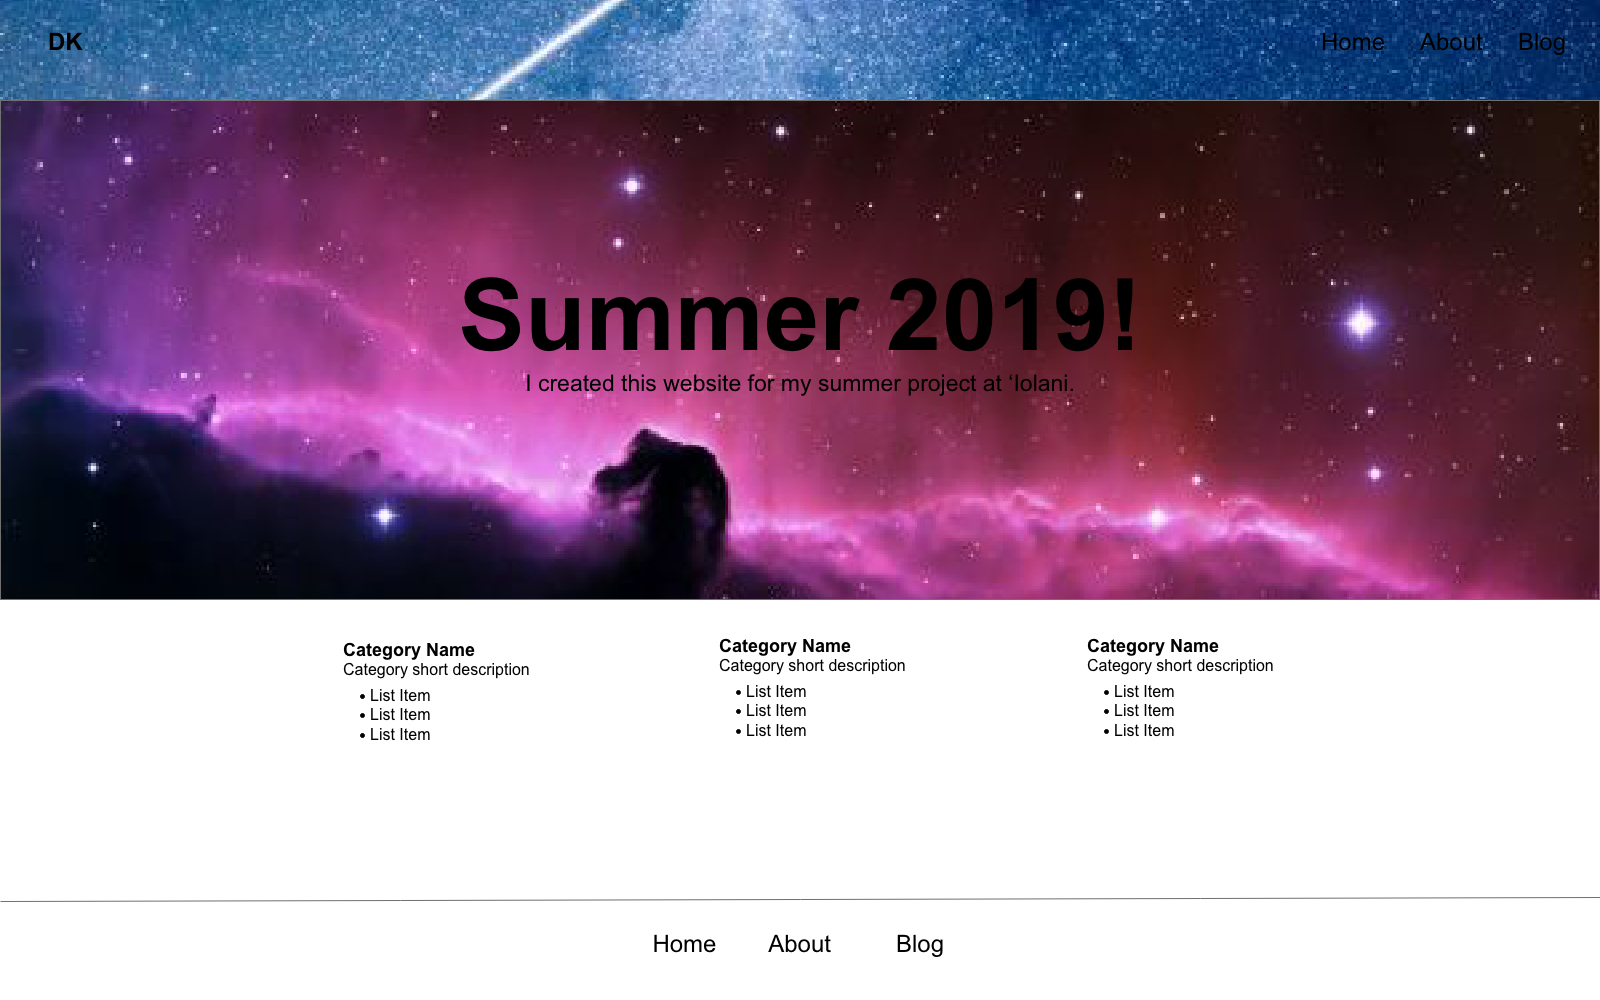 DK
Home About Blog
Summer 2019!
I created this website for my summer project at ‘Iolani.
Category Name
Category short description
• List Item
• List Item
• List Item
Category Name
Category short description
• List Item
• List Item
• List Item
Category Name
Category short description
• List Item
• List Item
• List Item
Home About Blog